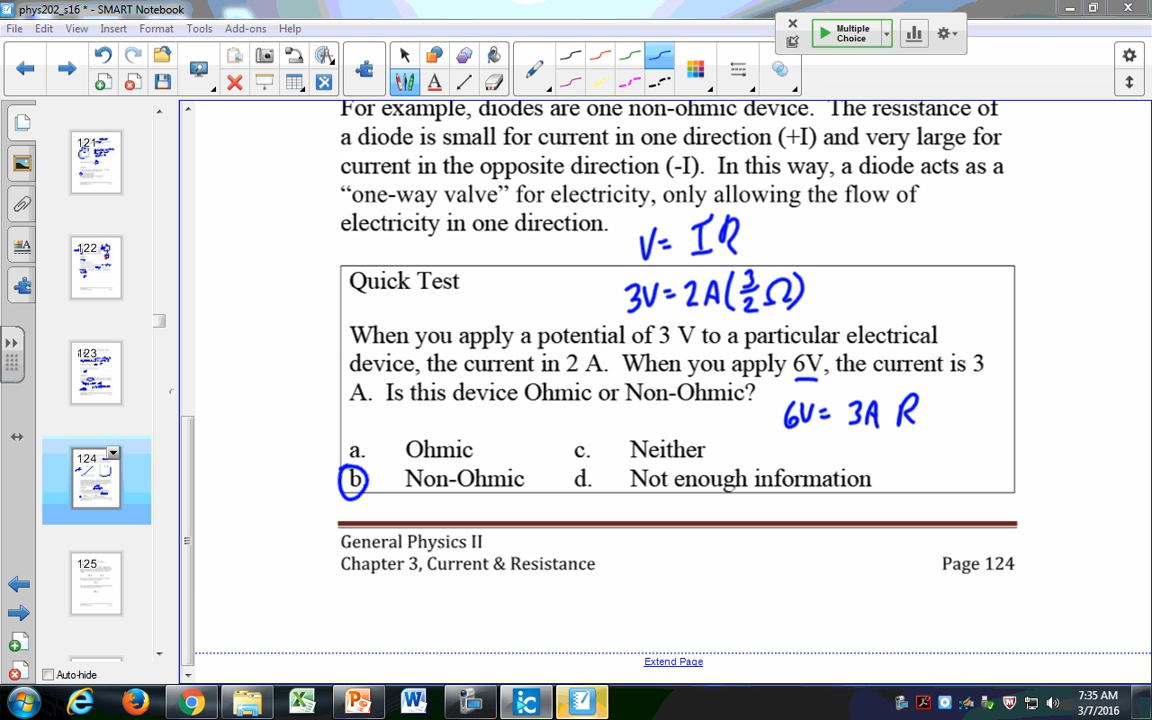 phys202_s16 * - SMART Notebook
File Edit View Insert Format Tools Add-ons Help
Multiple Choice
121
122
123
124
125
For example, diodes are one non-ohmic device. The resistance of
a diode is small for current in one direction (+I) and very large for
current in the opposite direction (-I). In this way, a diode acts as a
“one-way valve” for electricity, only allowing the flow of
electricity in one direction.
V= IR
Quick Test
3V=2A(3/2 Ω)
When you apply a potential of 3 V to a particular electrical
device, the current in 2 A. When you apply 6V, the current is 3
A. Is this device Ohmic or Non-Ohmic?
6V= 3A R
a. Ohmic c. Neither
b Non-Ohmic d. Not enough information
General Physics II
Chapter 3, Current & Resistance Page 124
Extend Page
Auto-hide
7:35 AM
3/7/2016